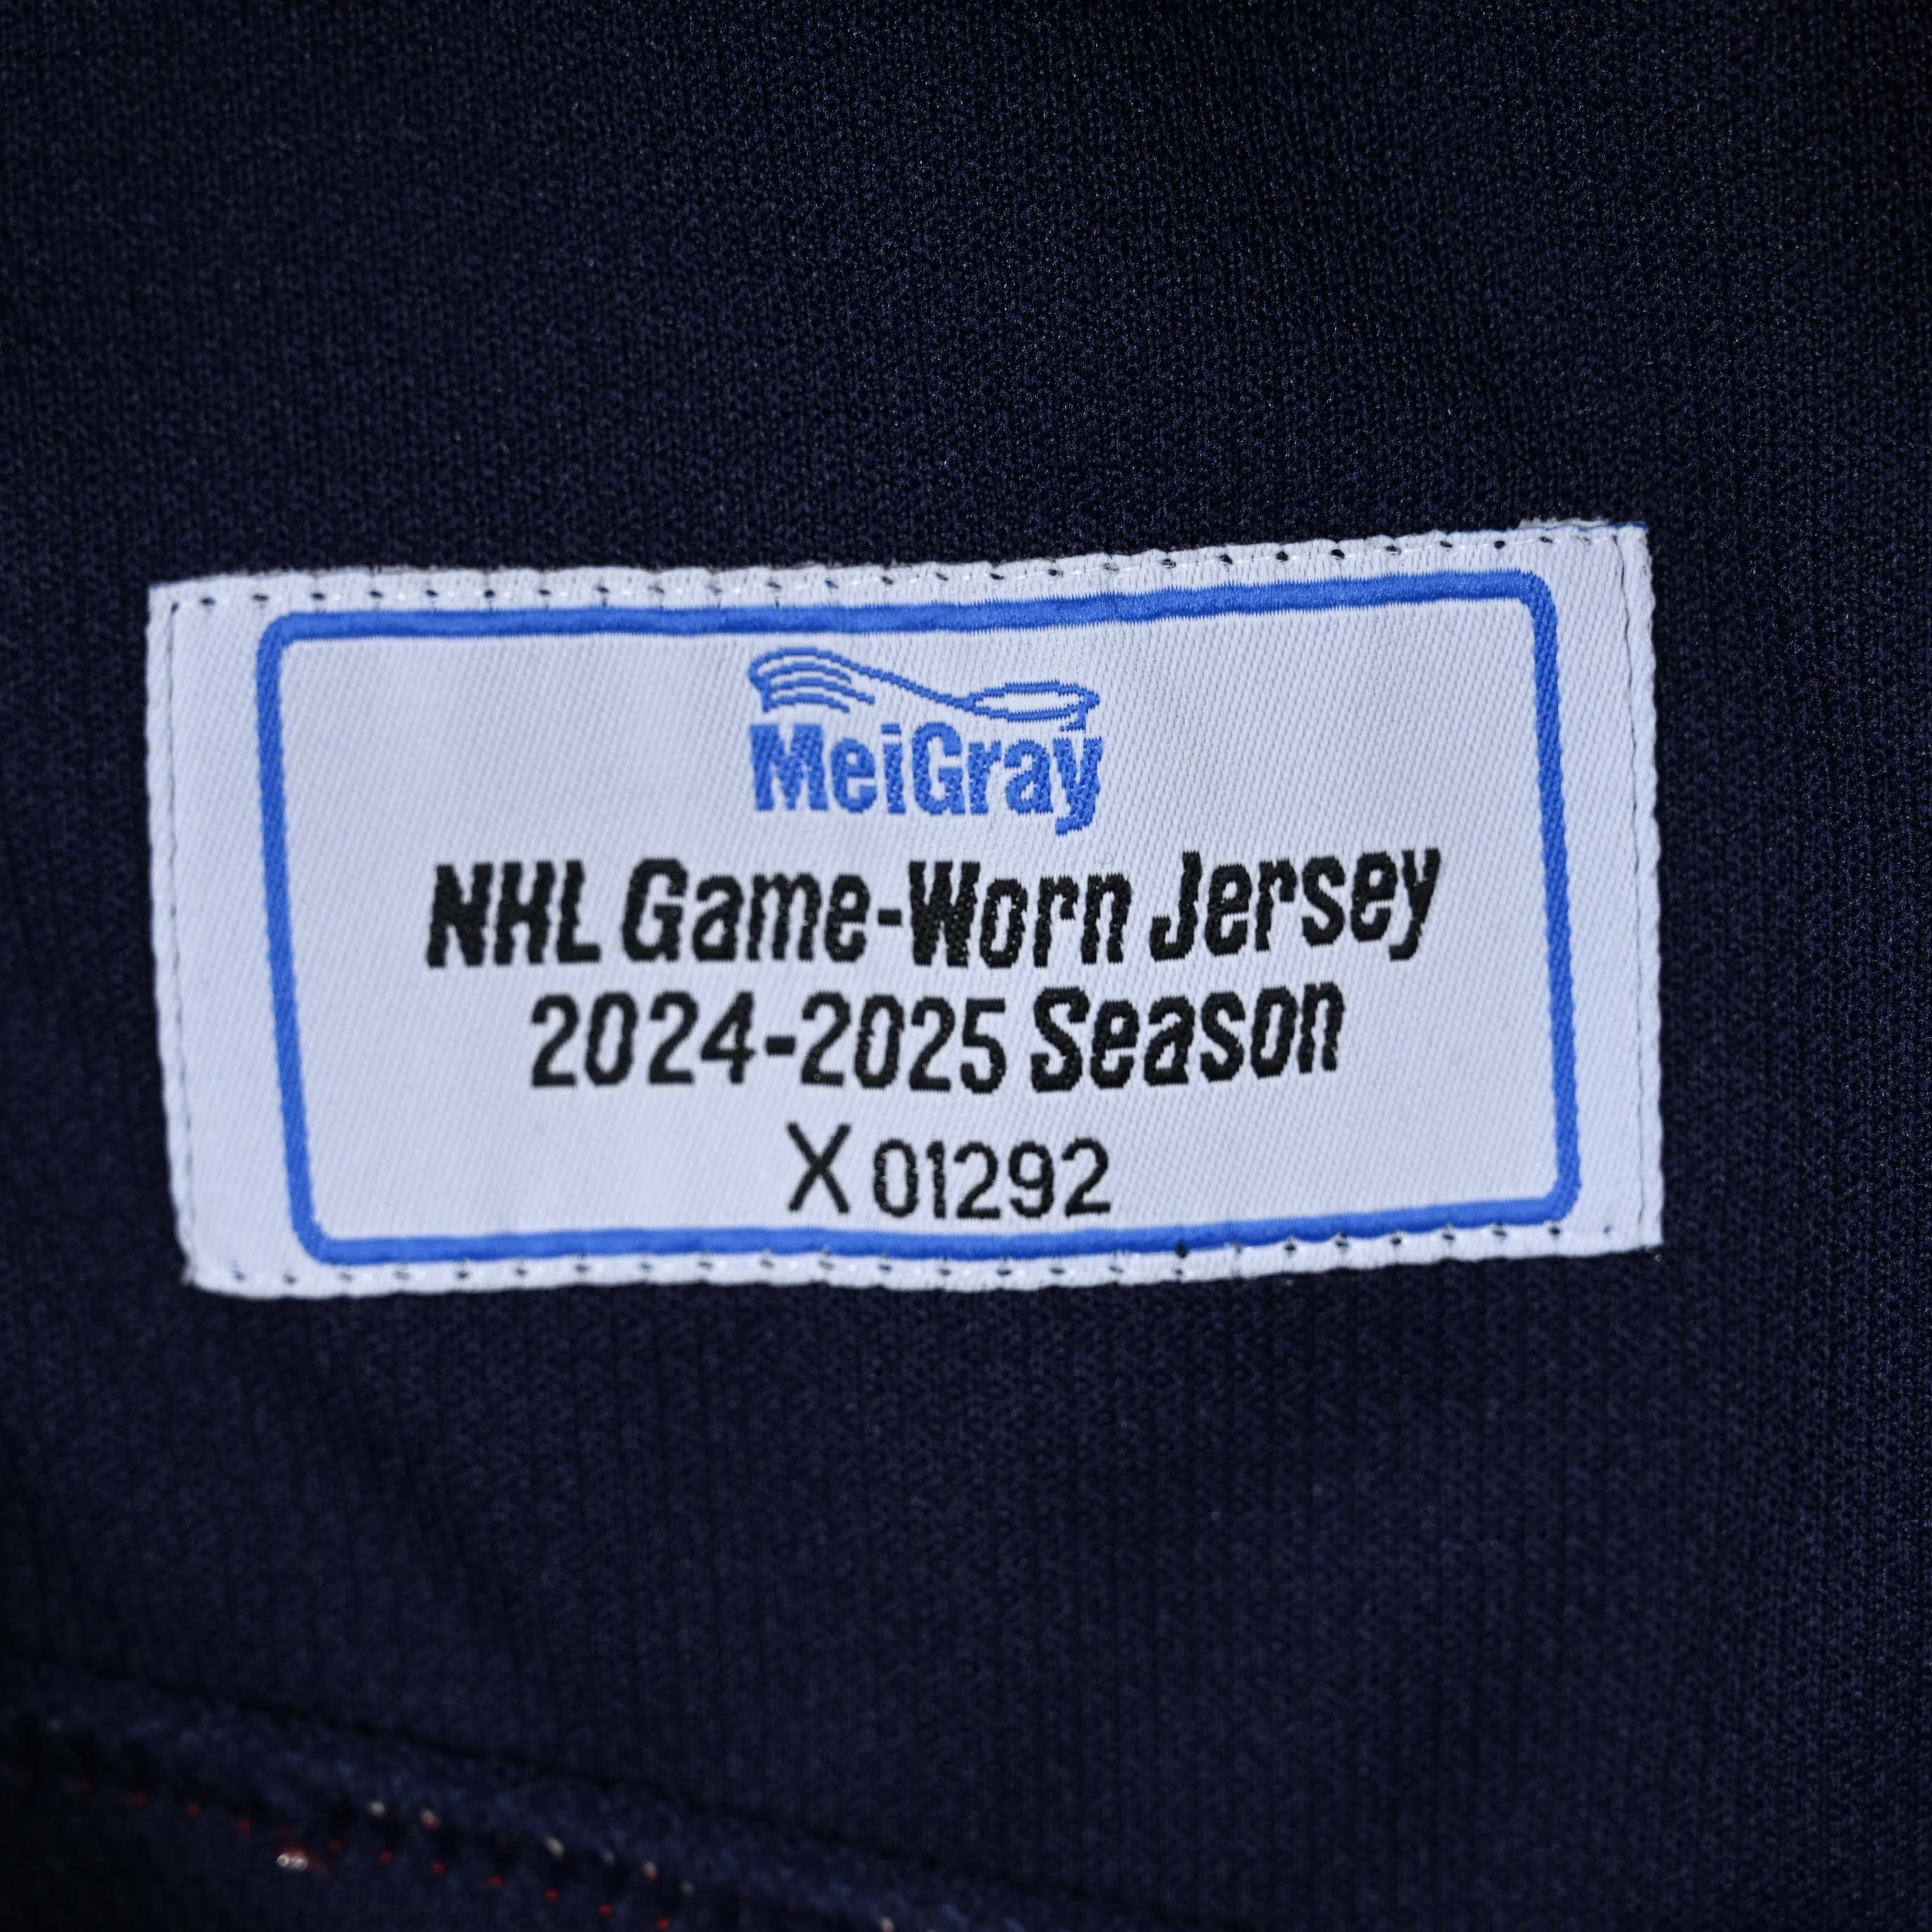 MeiGray
NHL Game-Worn Jersey
2024-2025 Season
X 01292